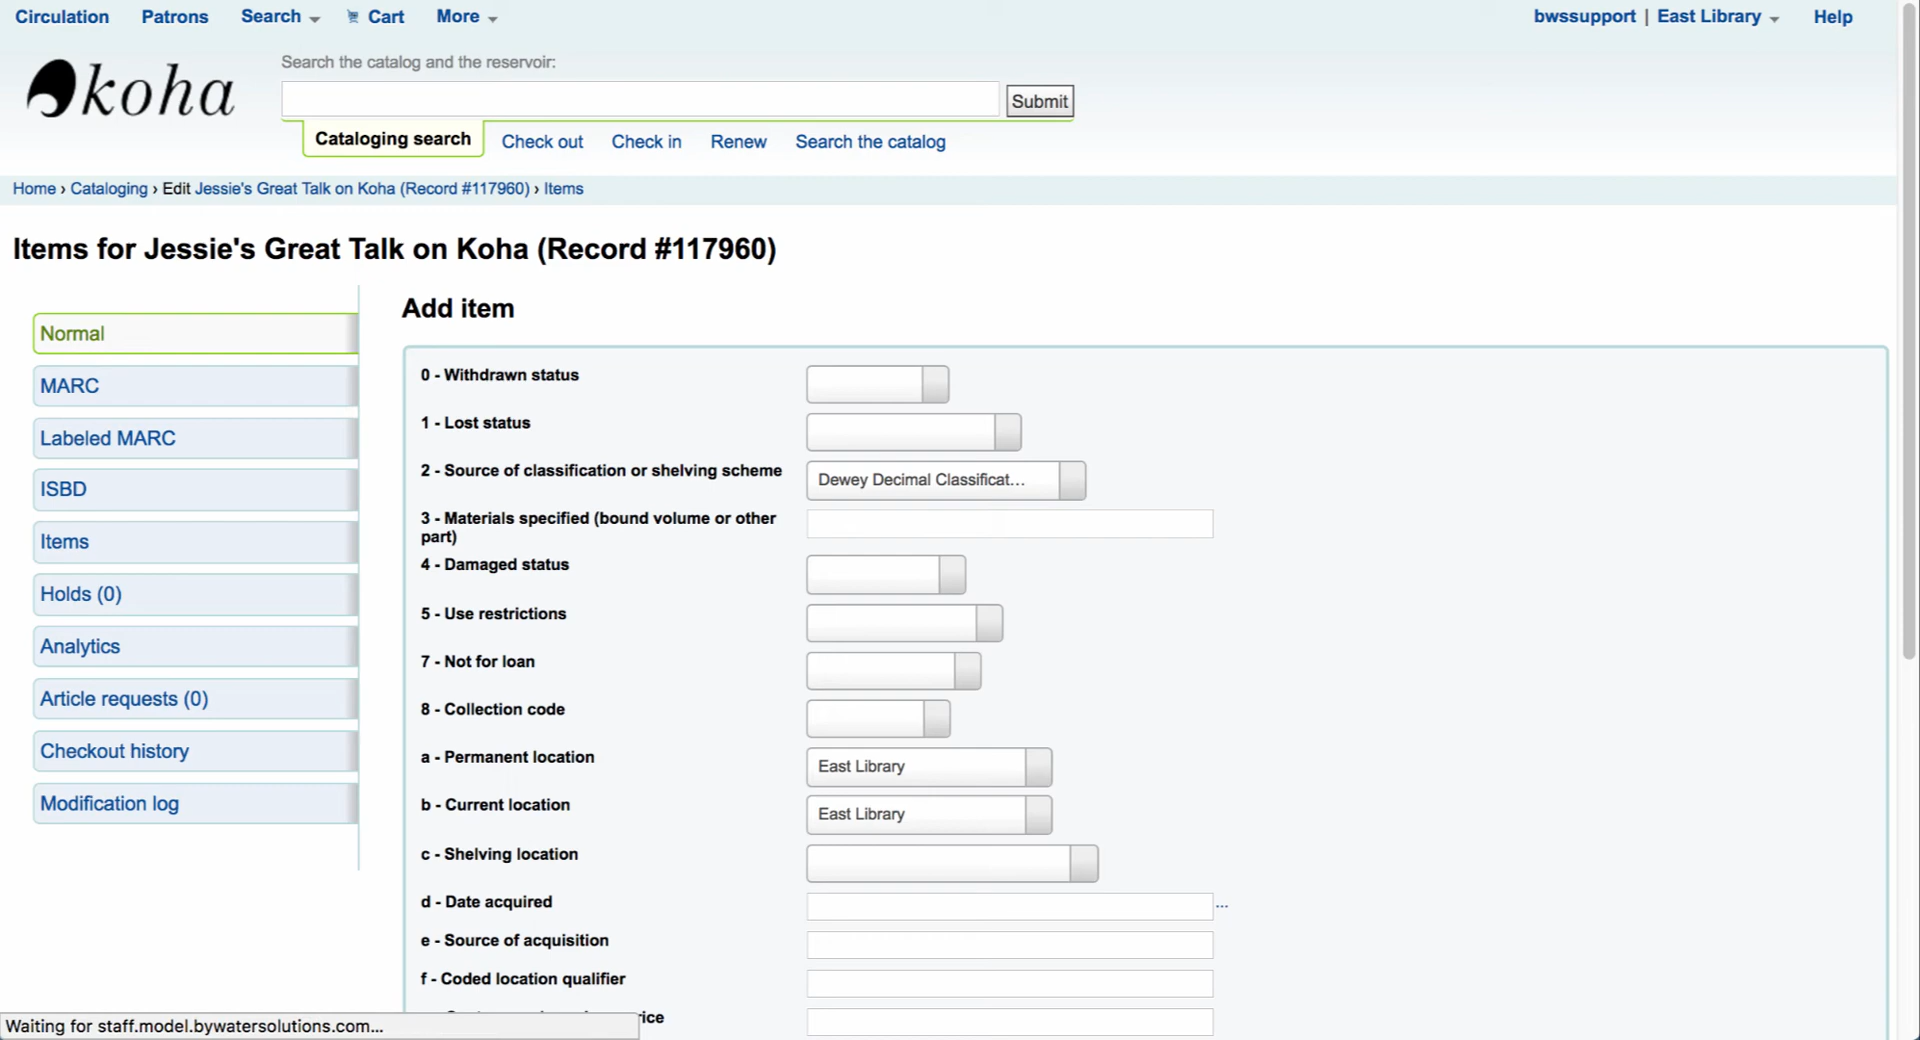 Circulation Patrons Search Cart More bwssupport | East Library Help
Search the catalog and the reservoir:
koha
Submit
Cataloging search Check out Check in Renew Search the catalog
Home › Cataloging › Edit Jessie's Great Talk on Koha (Record #117960) › Items
Items for Jessie's Great Talk on Koha (Record #117960)
Normal
MARC
Labeled MARC
ISBD
Items
Holds (0)
Analytics
Article requests (0)
Checkout history
Modification log
Add item
0 - Withdrawn status
1 - Lost status
2 - Source of classification or shelving scheme Dewey Decimal Classificat...
3 - Materials specified (bound volume or other
part)
4 - Damaged status
5 - Use restrictions
7 - Not for loan
8 - Collection code
a - Permanent location East Library
b - Current location East Library
c - Shelving location
d - Date acquired ...
e - Source of acquisition
f - Coded location qualifier
Waiting for staff.model.bywatersolutions.com...